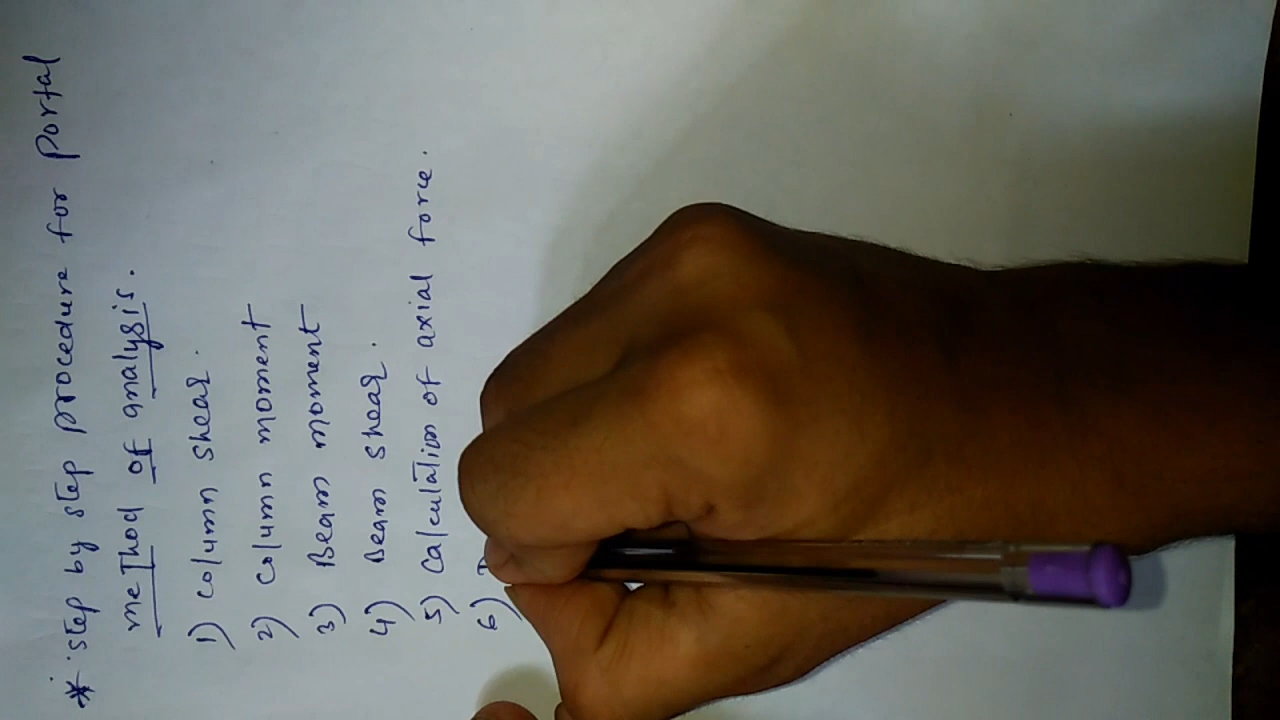 * step by step procedure for portal
method of analysis.
1) column shear.
2) column moment
3) Beam moment
4) Beam shear.
5) calculation of axial force.
6)